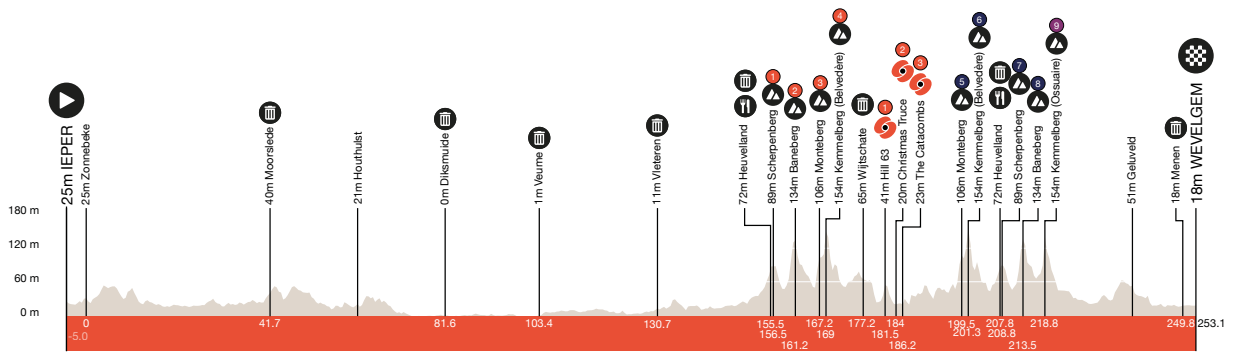 4
6
9
2
3
7
1
2
3
1
5
8
25m IEPER
25m Zonnebeke
40m Moorslede
21m Houthulst
0m Diksmuide
1m Veurne
11m Vleteren
72m Heuvelland
89m Scherpenberg
134m Baneberg
106m Monteberg
154m Kemmelberg (Belvedère)
65m Wijtschate
41m Hill 63
20m Christmas Truce
23m The Catacombs
106m Monteberg
154m Kemmelberg (Belvedère)
72m Heuvelland
89m Scherpenberg
134m Baneberg
154m Kemmelberg (Ossuaire)
51m Geluveld
18m Menen
18m WEVELGEM
180 m
120 m
60 m
0 m
-5.0
0
41.7
81.6
103.4
130.7
155.5
156.5
161.2
167.2
169
177.2
181.5
184
186.2
199.5
201.3
207.8
208.8
213.5
218.8
249.8
253.1